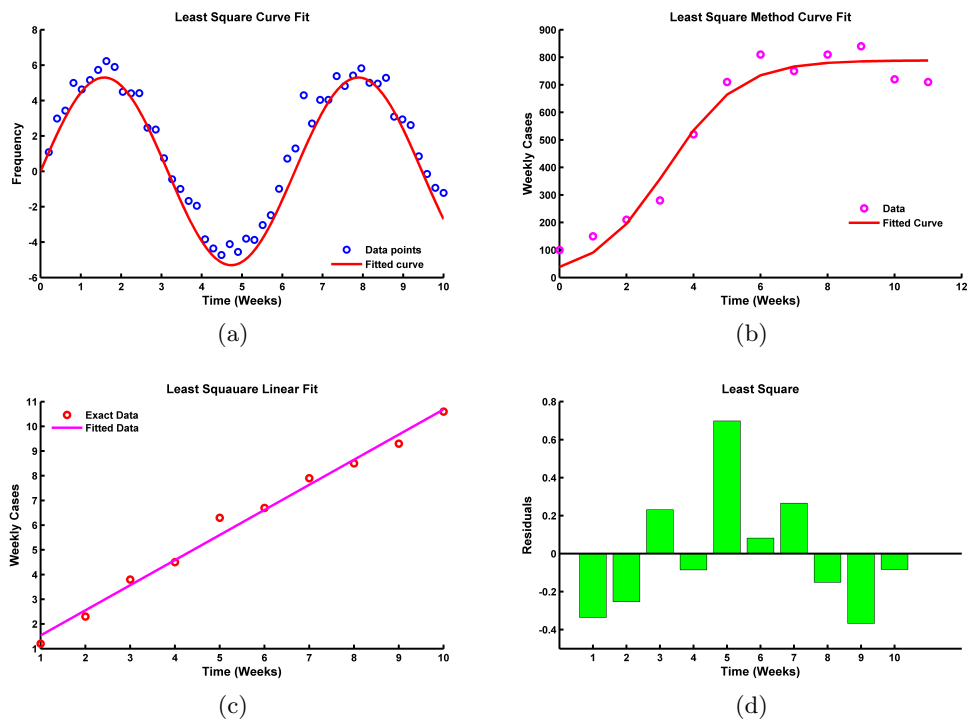 Least Square Curve Fit
Frequency
6
4
2
0
-2
-4
-6
0 1 2 3 4 5 6 7 8 9 10
Time (Weeks)
Data points
Fitted curve
(a)
Least Square Method Curve Fit
Weekly Cases
900
800
700
600
500
400
300
200
100
0
0 2 4 6 8 10 12
Time (Weeks)
Data
Fitted Curve
(b)
Least Squauare Linear Fit
Weekly Cases
11
10
9
8
7
6
5
4
3
2
1
1 2 3 4 5 6 7 8 9 10
Time (Weeks)
Exact Data
Fitted Data
(c)
Least Square
Residuals
0.8
0.6
0.4
0.2
0
-0.2
-0.4
1 2 3 4 5 6 7 8 9 10
Time (Weeks)
(d)